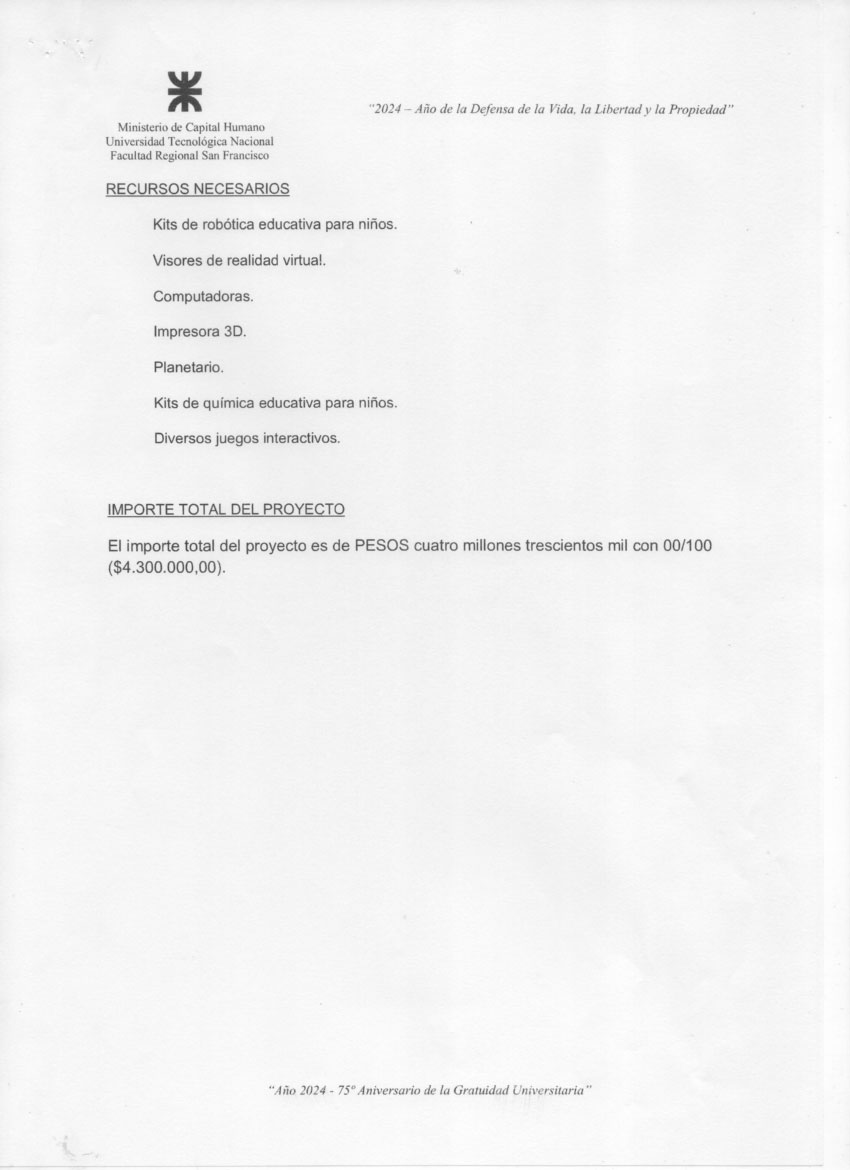 "2024 – Año de la Defensa de la Vida, la Libertad y la Propiedad"
Ministerio de Capital Humano
Universidad Tecnológica Nacional
Facultad Regional San Francisco
RECURSOS NECESARIOS
Kits de robótica educativa para niños.
Visores de realidad virtual.
Computadoras.
Impresora 3D.
Planetario.
Kits de química educativa para niños.
Diversos juegos interactivos.
IMPORTE TOTAL DEL PROYECTO
El importe total del proyecto es de PESOS cuatro millones trescientos mil con 00/100
($4.300.000,00).
"Año 2024 - 75º Aniversario de la Gratuidad Universitaria"